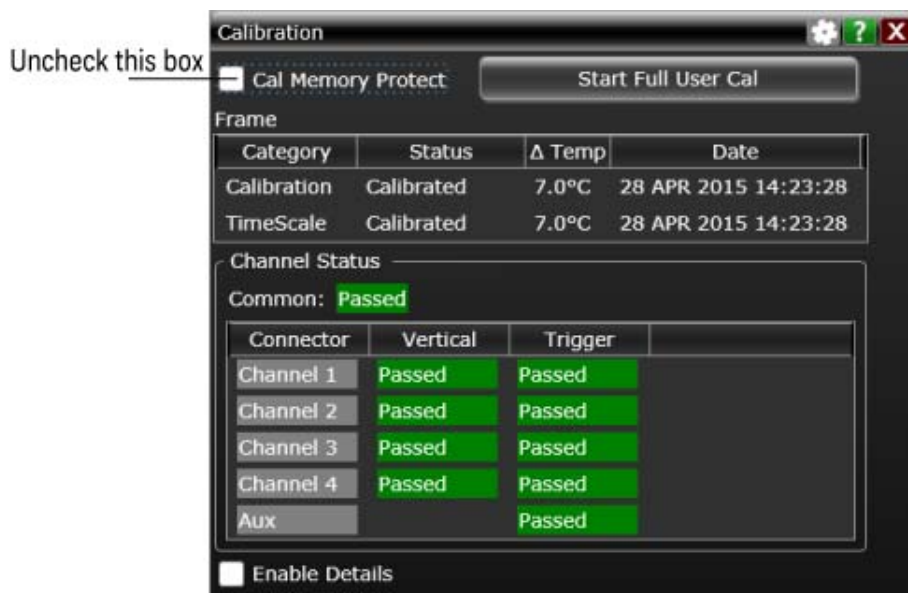 Calibration ? X
Uncheck this box
Cal Memory Protect Start Full User Cal
Frame
Category Status Δ Temp Date
Calibration Calibrated 7.0°C 28 APR 2015 14:23:28
TimeScale Calibrated 7.0°C 28 APR 2015 14:23:28
Channel Status
Common: Passed
Connector Vertical Trigger
Channel 1 Passed Passed
Channel 2 Passed Passed
Channel 3 Passed Passed
Channel 4 Passed Passed
Aux Passed
Enable Details